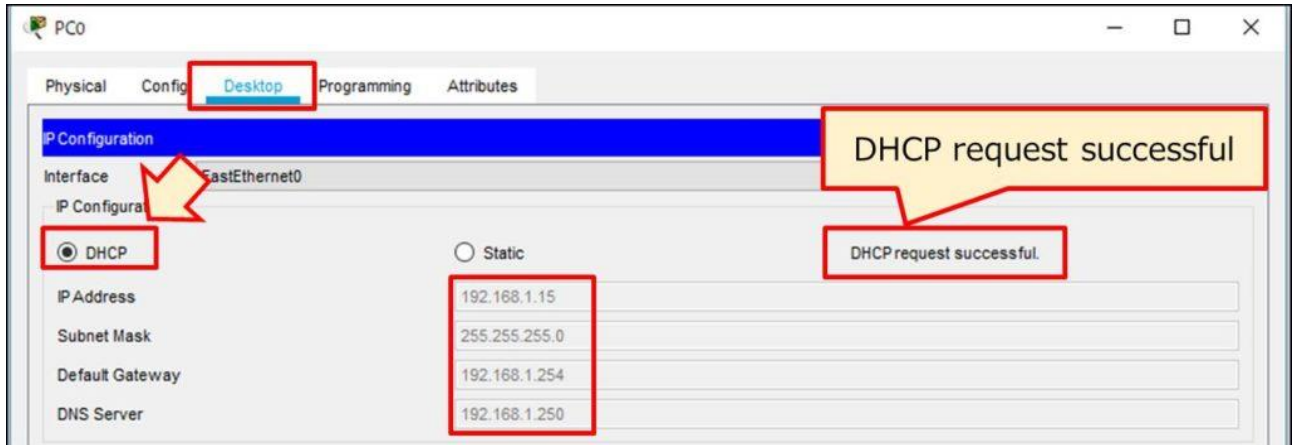 PC0
Physical Config Desktop Programming Attributes
IP Configuration
DHCP request successful
Interface FastEthernet0
IP Configurat
DHCP Static DHCP request successful.
IP Address 192.168.1.15
Subnet Mask 255.255.255.0
Default Gateway 192.168.1.254
DNS Server 192.168.1.250